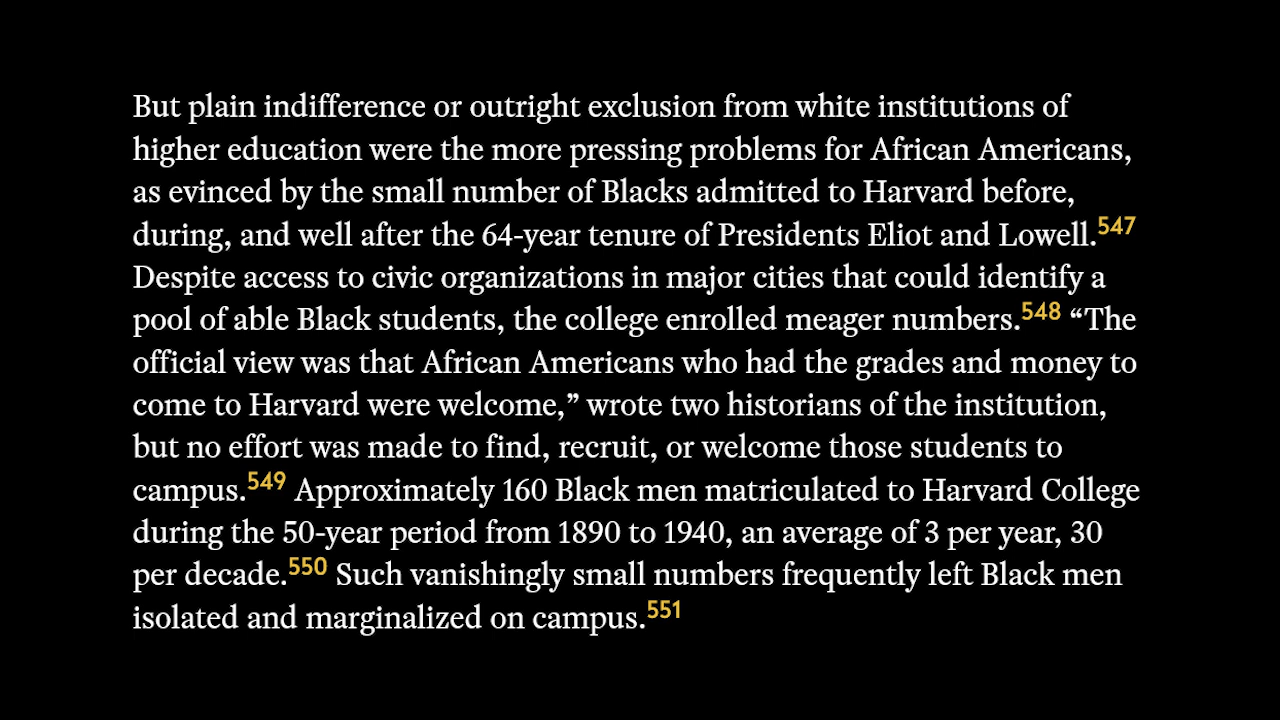 But plain indifference or outright exclusion from white institutions of
higher education were the more pressing problems for African Americans,
as evinced by the small number of Blacks admitted to Harvard before,
during, and well after the 64-year tenure of Presidents Eliot and Lowell.547
Despite access to civic organizations in major cities that could identify a
pool of able Black students, the college enrolled meager numbers.548 “The
official view was that African Americans who had the grades and money to
come to Harvard were welcome,” wrote two historians of the institution,
but no effort was made to find, recruit, or welcome those students to
campus.549 Approximately 160 Black men matriculated to Harvard College
during the 50-year period from 1890 to 1940, an average of 3 per year, 30
per decade.550 Such vanishingly small numbers frequently left Black men
isolated and marginalized on campus.551